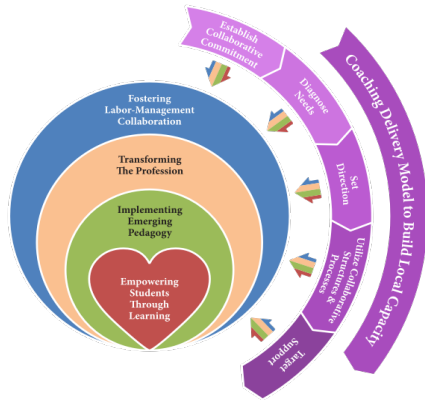 Establish
Collaborative
Commitment
Diagnose
Needs
Set
Direction
Utilize Collaborative
Structures &
Processes
Target
Support
Coaching Delivery Model to Build Local Capacity
Fostering
Labor-Management
Collaboration
Transforming
The Profession
Implementing
Emerging
Pedagogy
Empowering
Students
Through
Learning